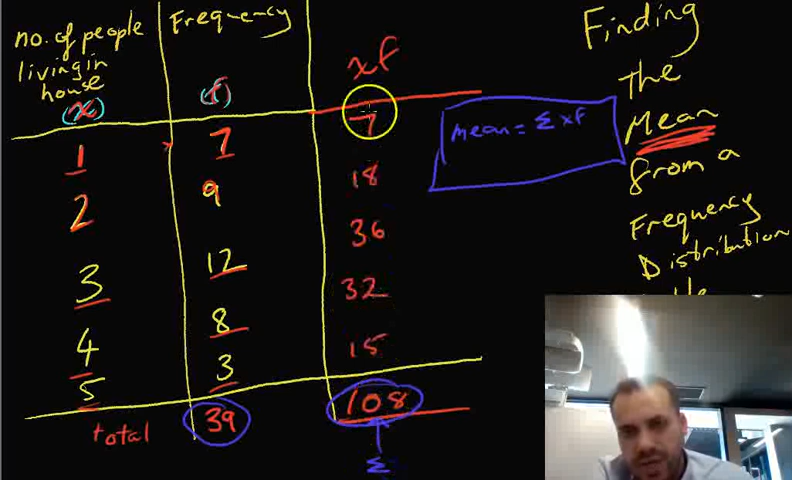 no. of people
living in
house
(x)
Frequency
(f)
xf
1 7 7
2 9 18
3 12 36
4 8 32
5 3 15
total 39 108
Σ
mean = Σxf
Finding
the
Mean
from a
Frequency
Distribution